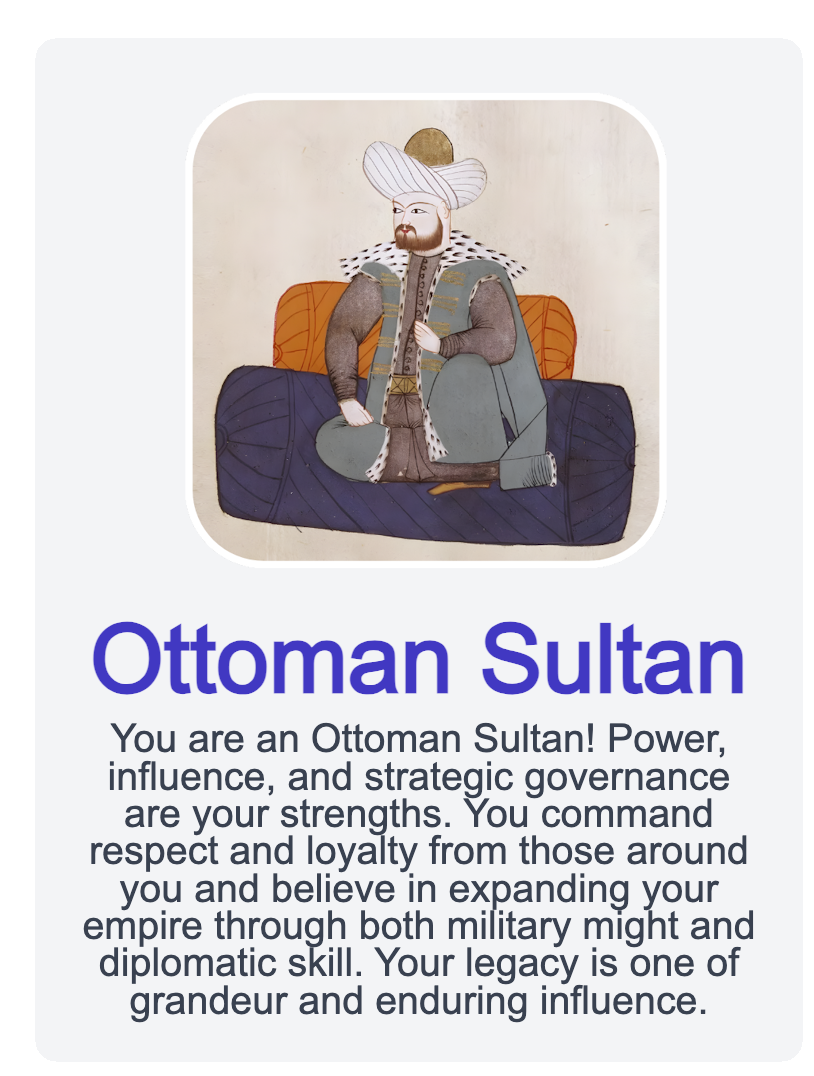 Ottoman Sultan
You are an Ottoman Sultan! Power,
influence, and strategic governance
are your strengths. You command
respect and loyalty from those around
you and believe in expanding your
empire through both military might and
diplomatic skill. Your legacy is one of
grandeur and enduring influence.